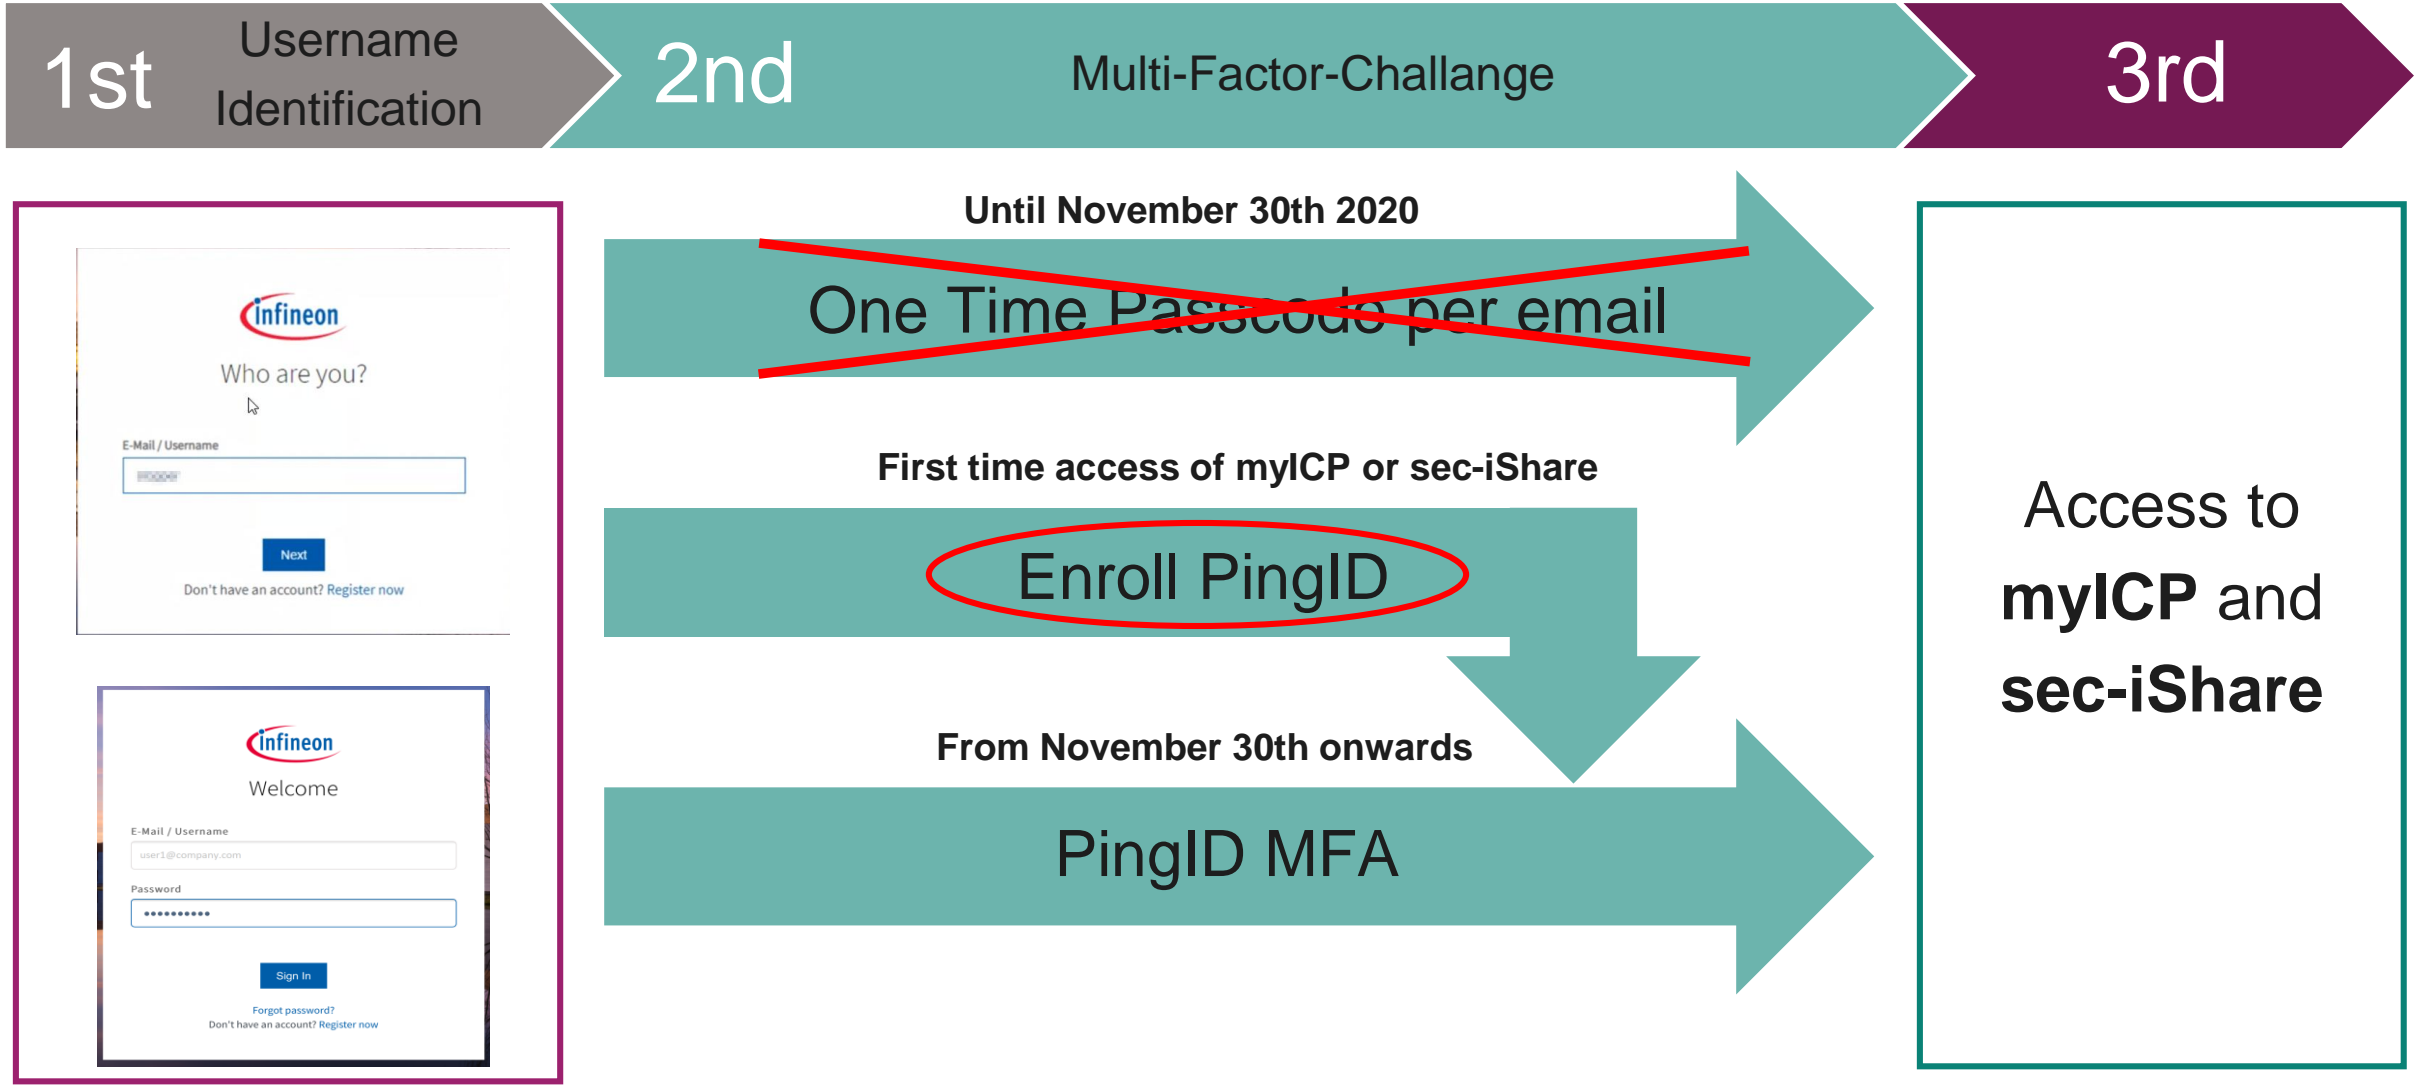 1st
Username
Identification
2nd
Multi-Factor-Challange
3rd
infineon
Who are you?
E-Mail / Username
Next
Don't have an account? Register now
infineon
Welcome
E-Mail / Username
user1@company.com
Password
Sign In
Forgot password?
Don't have an account? Register now
Until November 30th 2020
One Time Passcode per email
First time access of myICP or sec-iShare
Enroll PingID
From November 30th onwards
PingID MFA
Access to
myICP and
sec-iShare